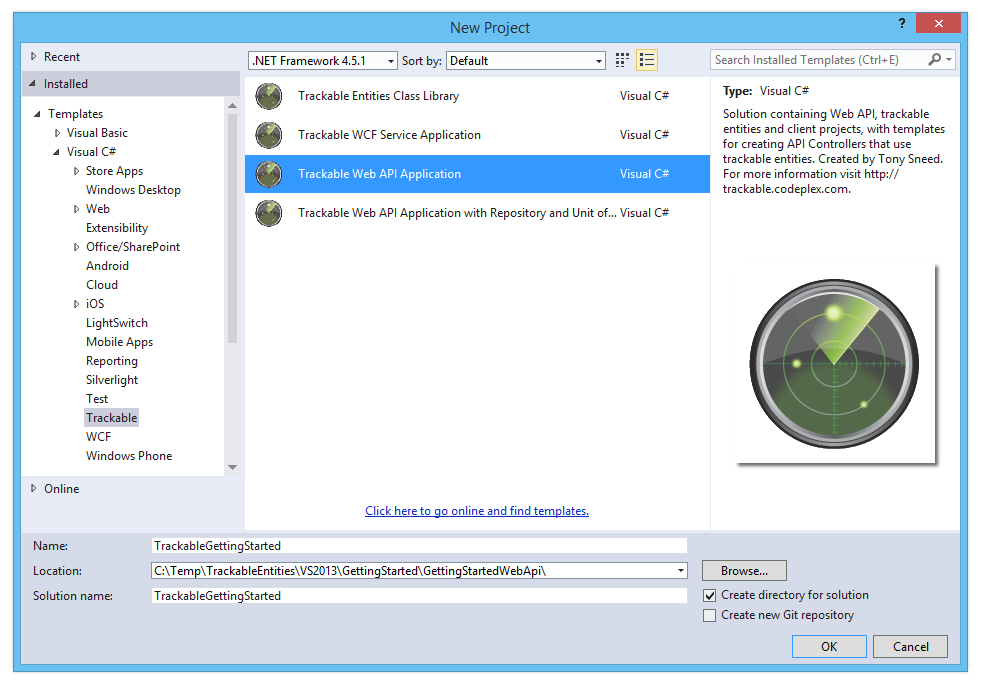 New Project
?
Recent
.NET Framework 4.5.1
Sort by:
Default
Search Installed Templates (Ctrl+E)
Installed
Templates
Visual Basic
Visual C#
Store Apps
Windows Desktop
Web
Extensibility
Office/SharePoint
Android
Cloud
iOS
LightSwitch
Mobile Apps
Reporting
Silverlight
Test
Trackable
WCF
Windows Phone
Online
Trackable Entities Class Library Visual C#
Trackable WCF Service Application Visual C#
Trackable Web API Application Visual C#
Trackable Web API Application with Repository and Unit of... Visual C#
Click here to go online and find templates.
Type: Visual C#
Solution containing Web API, trackable
entities and client projects, with templates
for creating API Controllers that use
trackable entities. Created by Tony Sneed.
For more information visit http://
trackable.codeplex.com.
Name: TrackableGettingStarted
Location: C:\Temp\TrackableEntities\VS2013\GettingStarted\GettingStartedWebApi\
Browse...
Solution name: TrackableGettingStarted
Create directory for solution
Create new Git repository
OK
Cancel